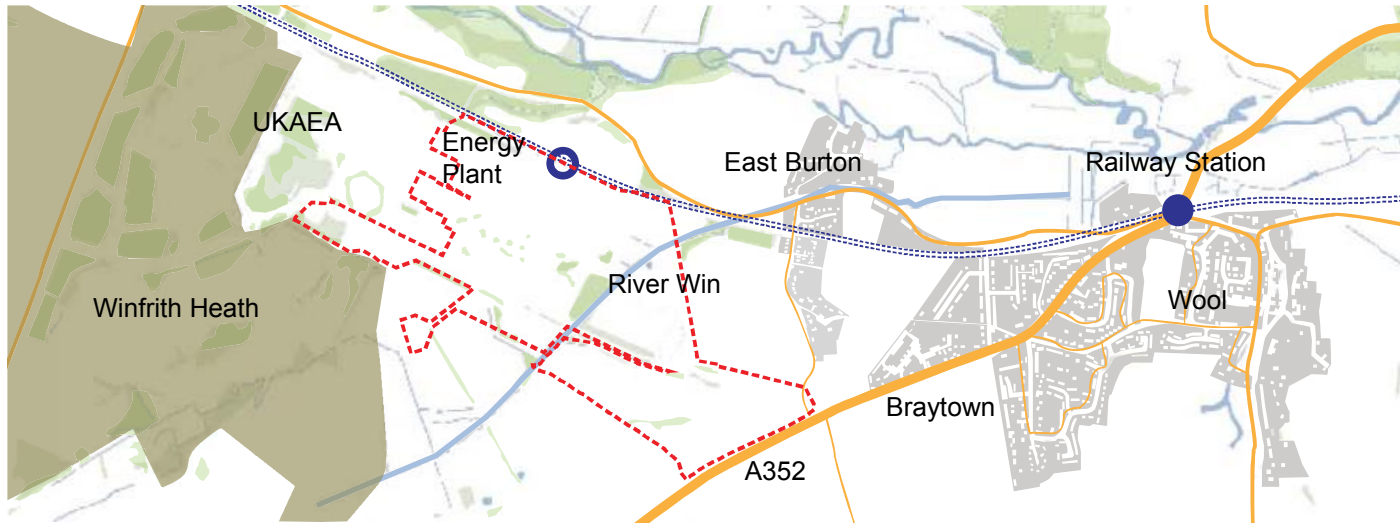 UKAEA
Energy
Plant
East Burton
Railway Station
River Win
Winfrith Heath
Wool
Braytown
A352